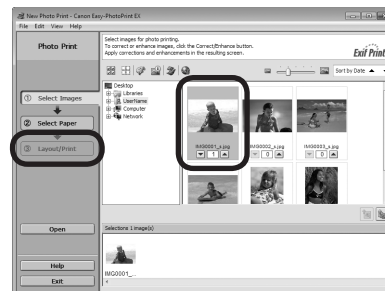 New Photo Print - Canon Easy-PhotoPrint EX
File Edit View Help
Photo Print
Select images for photo printing.
To correct or enhance images, click the Correct/Enhance button.
Apply corrections and enhancements in the resulting screen.
Exif Print
Sort by Date
① Select Images
② Select Paper
③ Layout/Print
Desktop
Libraries
UserName
Computer
Network
IMG0001_s.jpg
IMG0002_s.jpg
IMG0003_s.jpg
1
0
0
Open
Selections 1 image(s)
IMG0001_...
Help
Exit